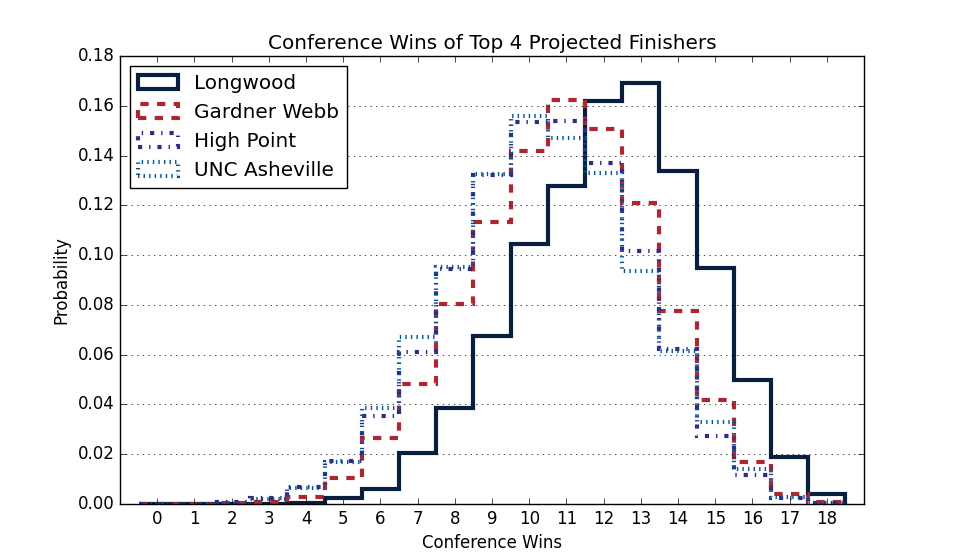 Conference Wins of Top 4 Projected Finishers
Longwood
Gardner Webb
High Point
UNC Asheville
Probability
0.18
0.16
0.14
0.12
0.10
0.08
0.06
0.04
0.02
0.00
0 1 2 3 4 5 6 7 8 9 10 11 12 13 14 15 16 17 18
Conference Wins